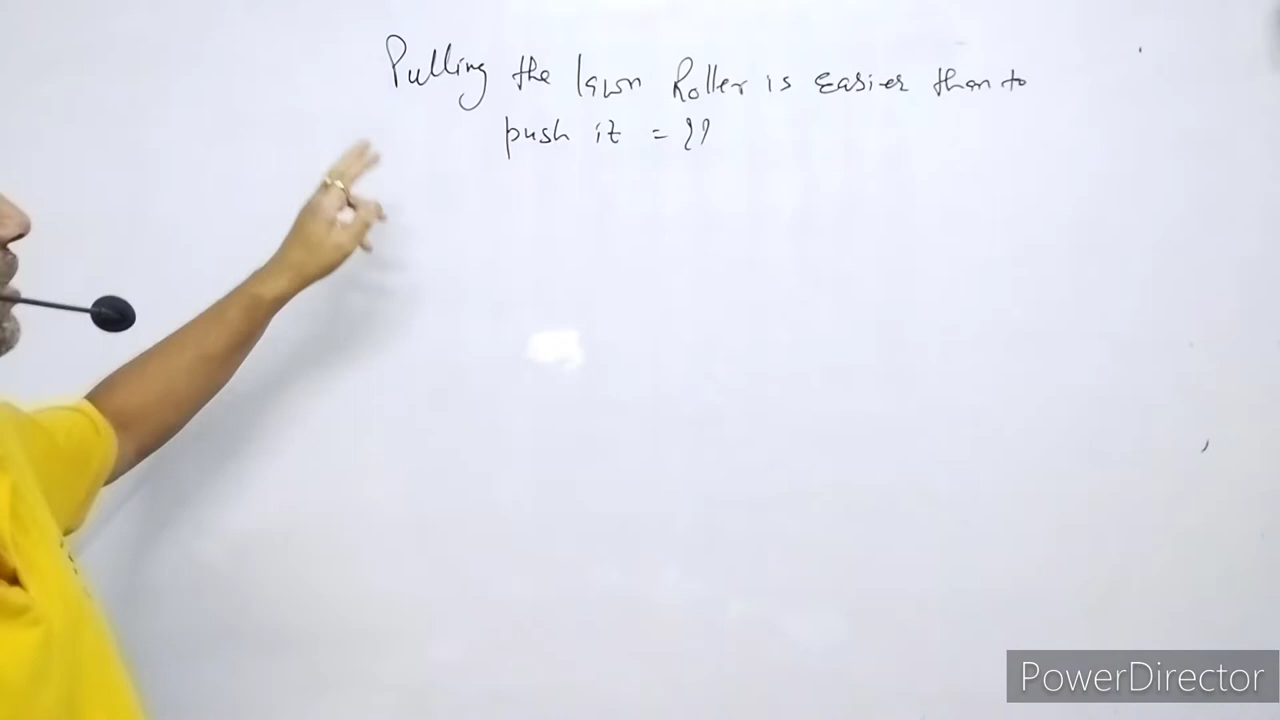 Pulling the lawn Roller is easier than to
push it = ??
PowerDirector